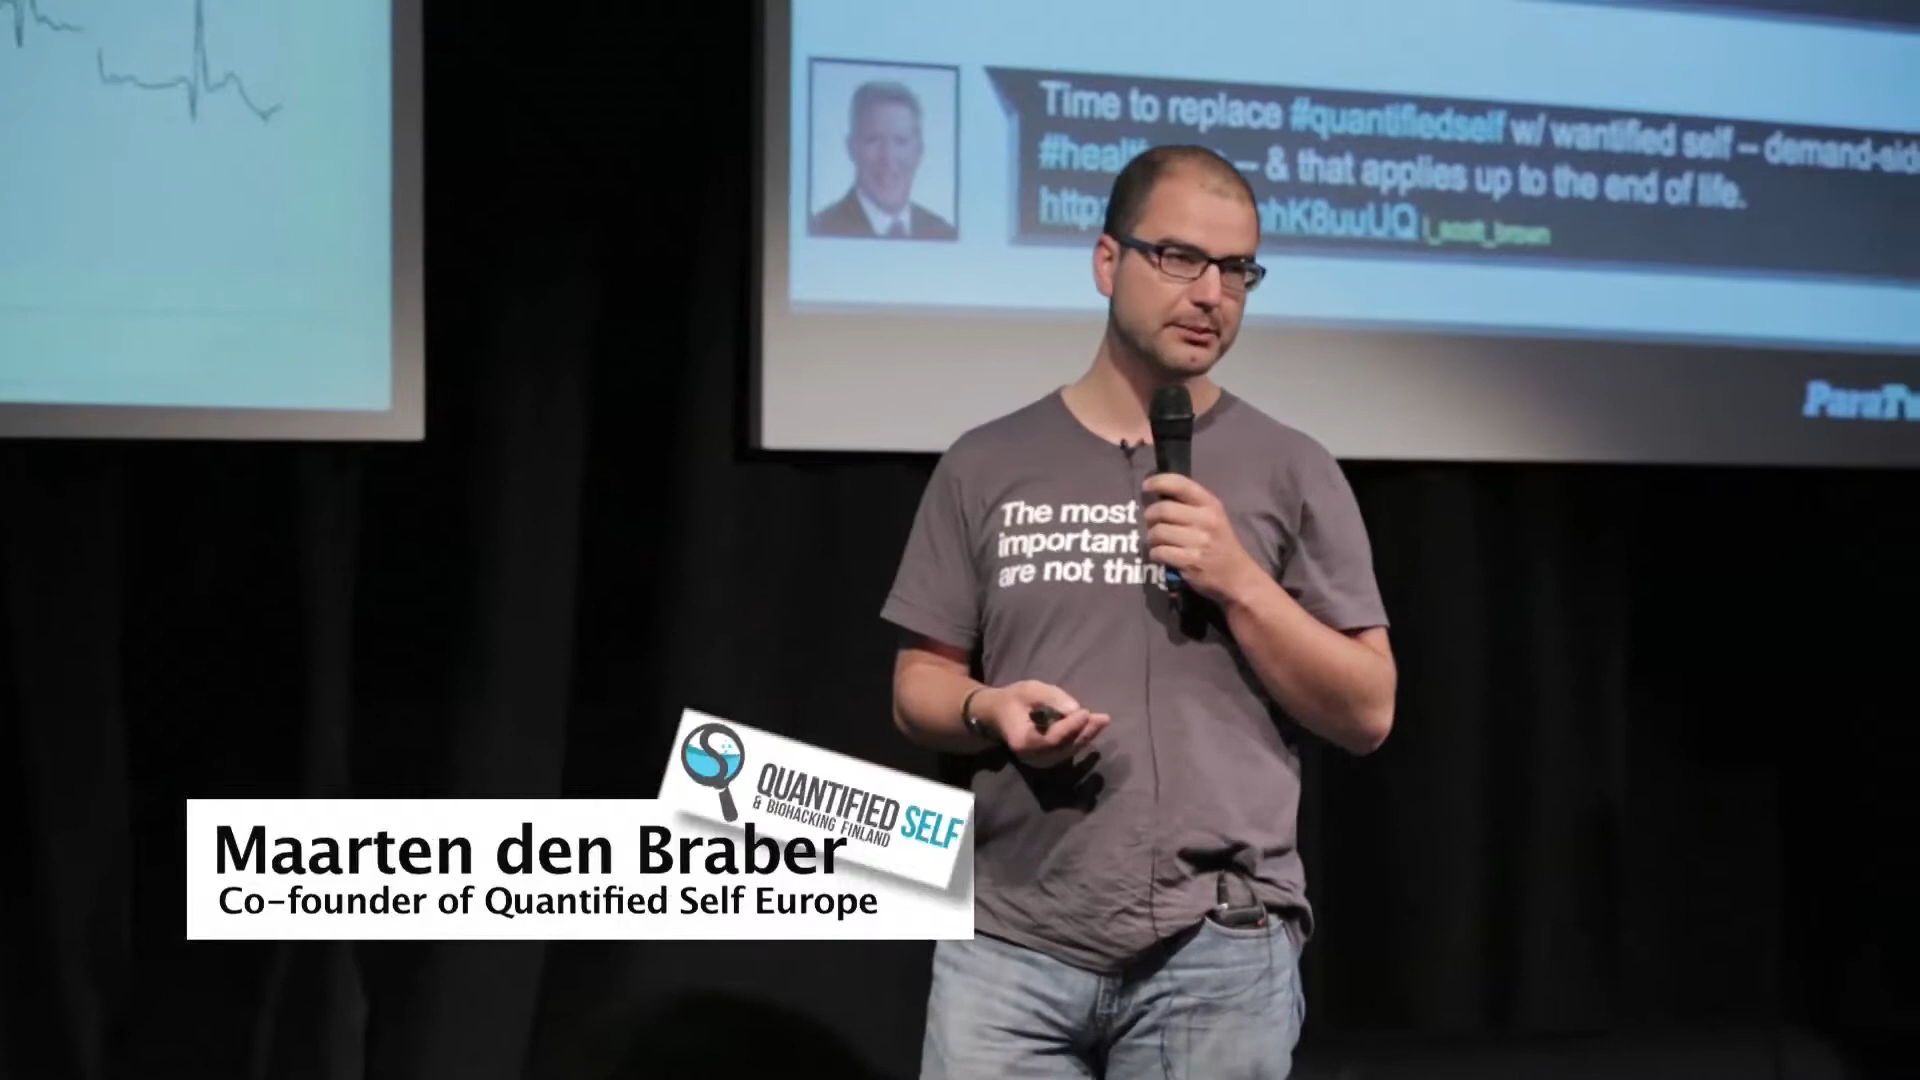 Time to replace #quantifiedself w/ wantified self – demand-side
– & that applies up to the end of life.
The most
important
are not thing
QUANTIFIED SELF
& BIOHACKING FINLAND
Maarten den Braber
Co-founder of Quantified Self Europe